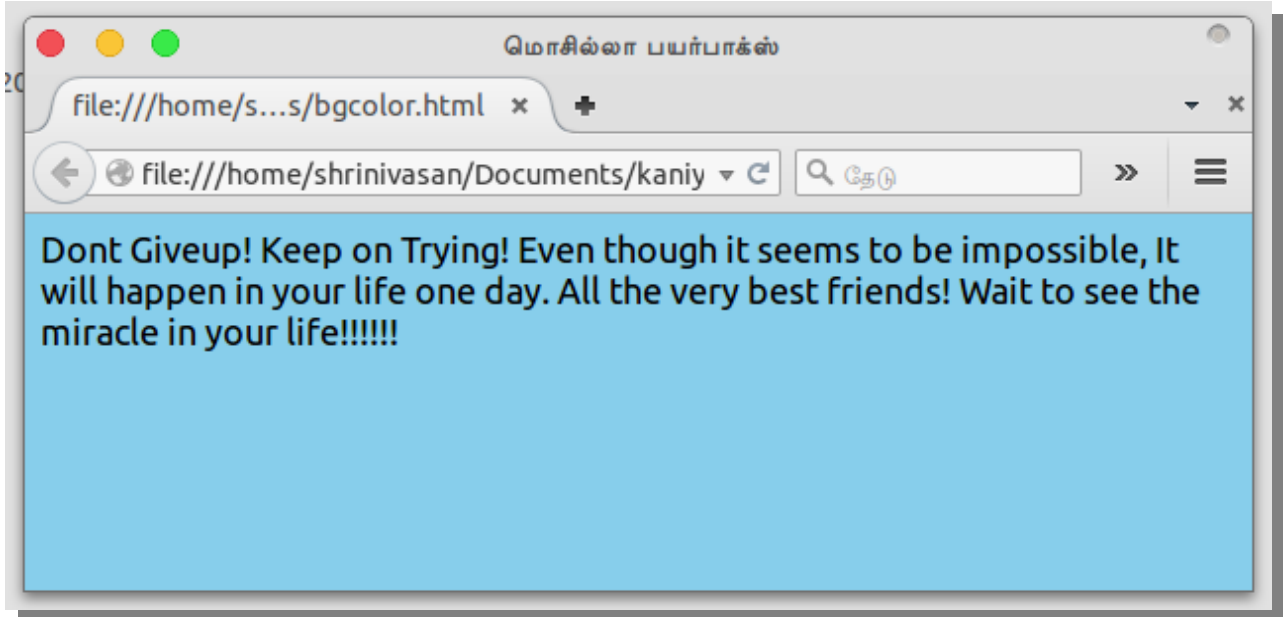 மொசில்லா பயர்பாக்ஸ்
20
file:///home/s...s/bgcolor.html
file:///home/shrinivasan/Documents/kaniy
தேடு
Dont Giveup! Keep on Trying! Even though it seems to be impossible, It
will happen in your life one day. All the very best friends! Wait to see the
miracle in your life!!!!!!